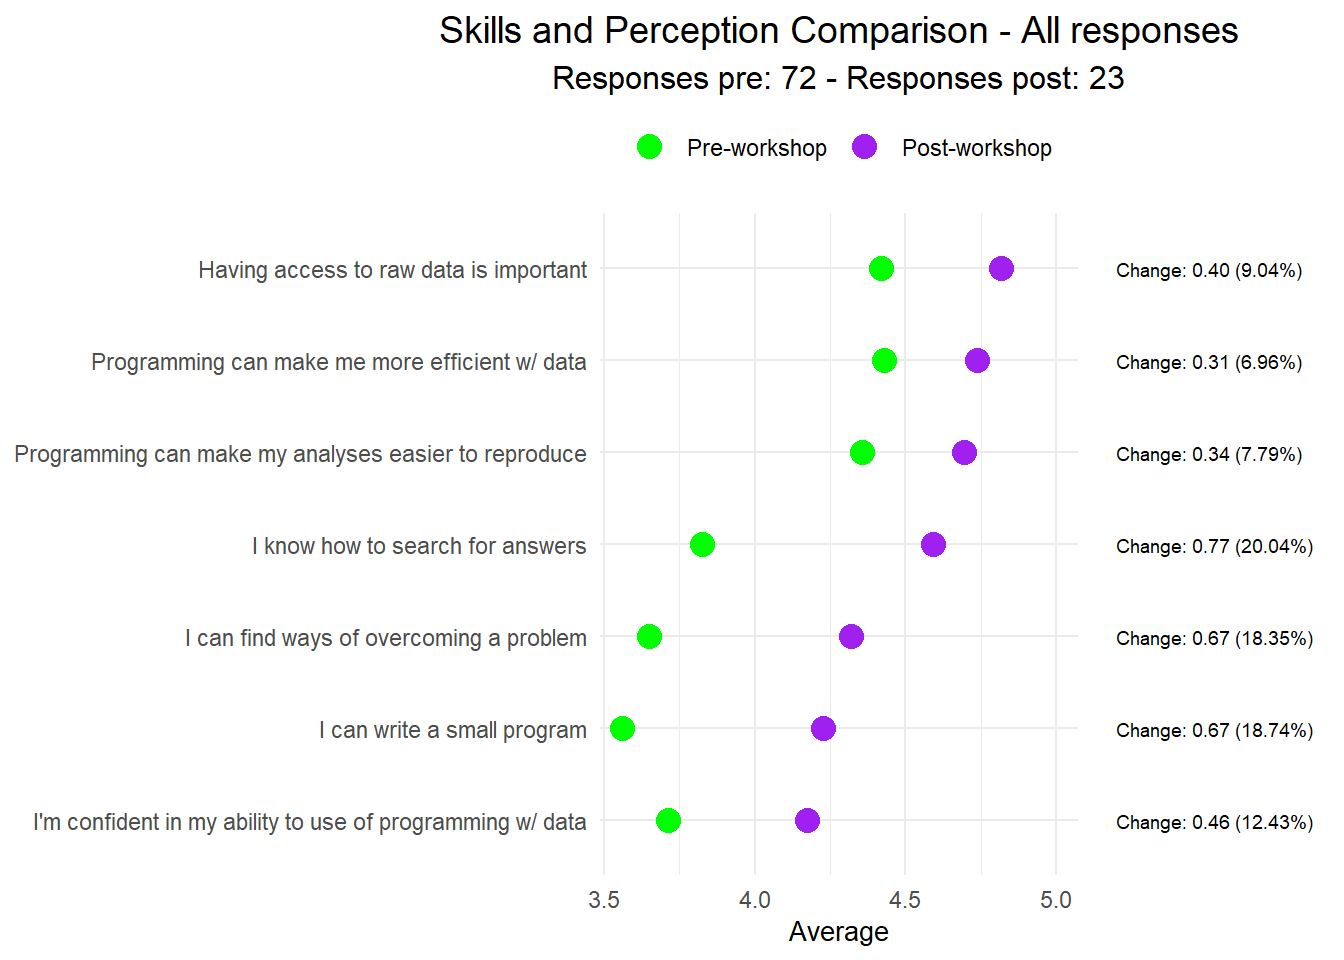 Skills and Perception Comparison - All responses
Responses pre: 72 - Responses post: 23
Pre-workshop Post-workshop
Having access to raw data is important Change: 0.40 (9.04%)
Programming can make me more efficient w/ data Change: 0.31 (6.96%)
Programming can make my analyses easier to reproduce Change: 0.34 (7.79%)
I know how to search for answers Change: 0.77 (20.04%)
I can find ways of overcoming a problem Change: 0.67 (18.35%)
I can write a small program Change: 0.67 (18.74%)
I'm confident in my ability to use of programming w/ data Change: 0.46 (12.43%)
3.5 4.0 4.5 5.0
Average